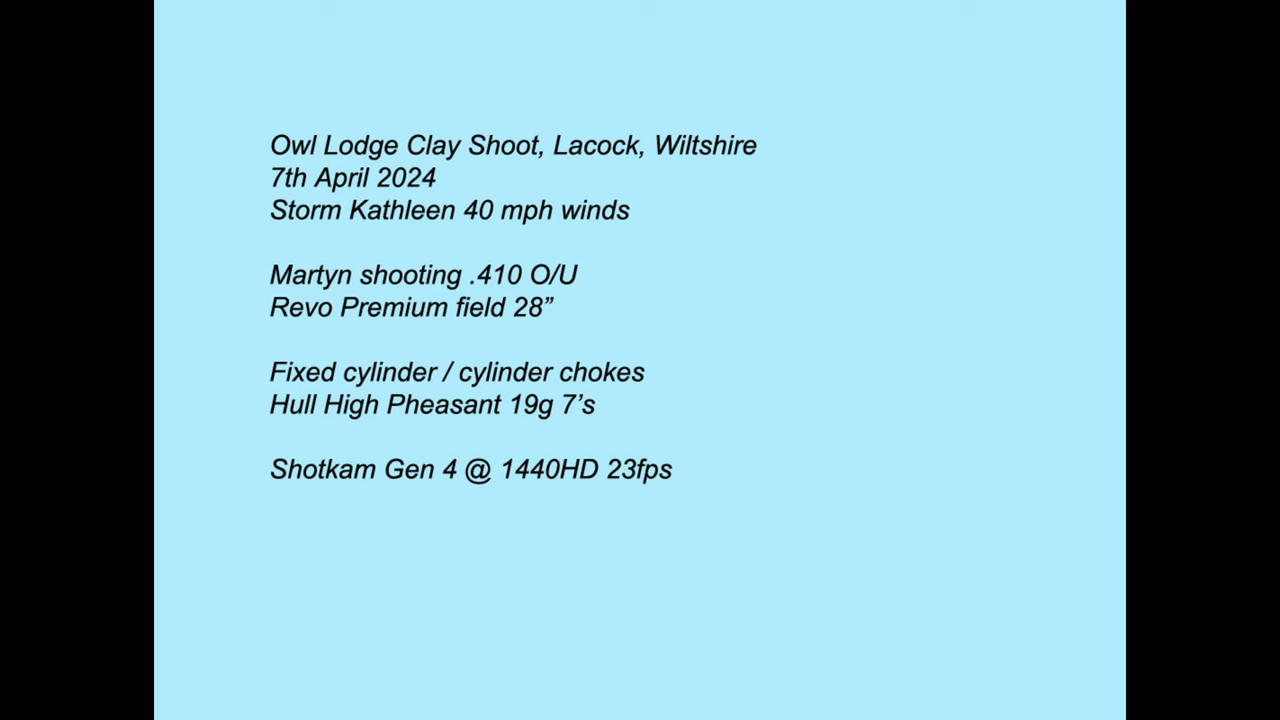 Owl Lodge Clay Shoot, Lacock, Wiltshire
7th April 2024
Storm Kathleen 40 mph winds
Martyn shooting .410 O/U
Revo Premium field 28”
Fixed cylinder / cylinder chokes
Hull High Pheasant 19g 7’s
Shotkam Gen 4 @ 1440HD 23fps